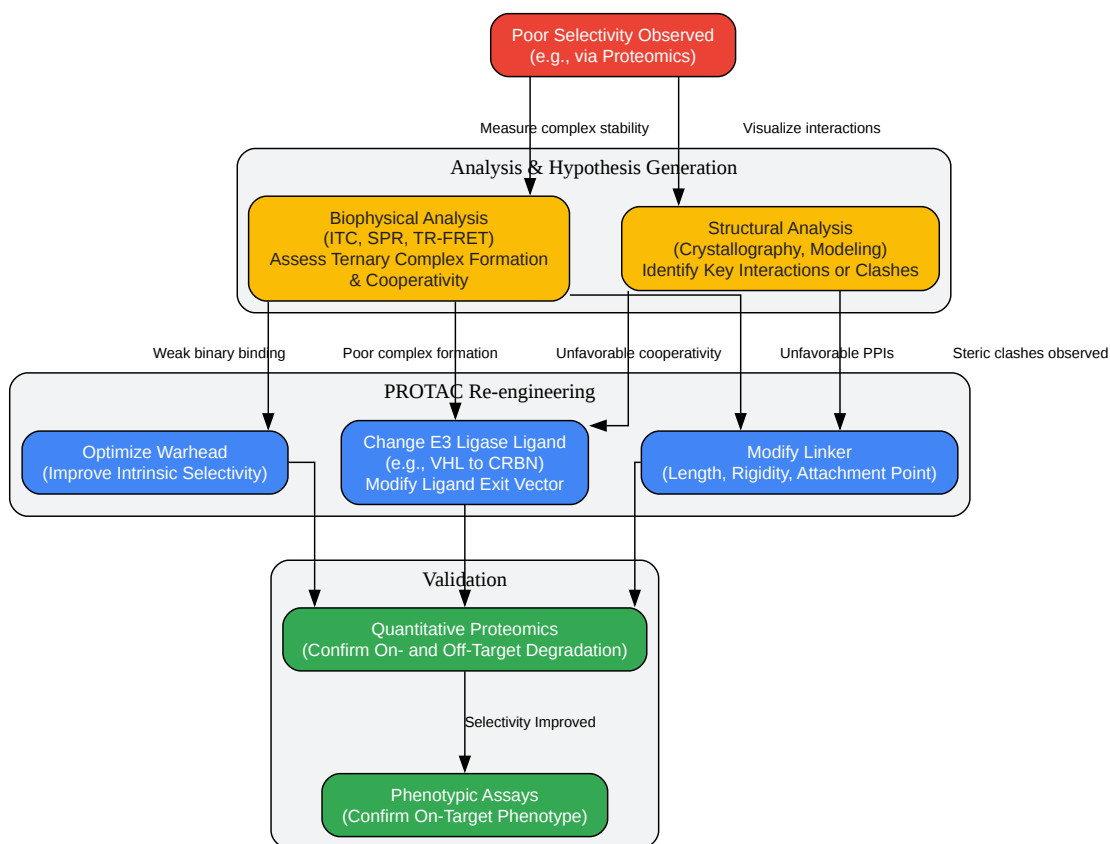 Poor Selectivity Observed
(e.g., via Proteomics)
Measure complex stability
Visualize interactions
Analysis & Hypothesis Generation
Biophysical Analysis
(ITC, SPR, TR-FRET)
Assess Ternary Complex Formation
& Cooperativity
Structural Analysis
(Crystallography, Modeling)
Identify Key Interactions or Clashes
Weak binary binding
Poor complex formation
Unfavorable cooperativity
Unfavorable PPIs
Steric clashes observed
PROTAC Re-engineering
Optimize Warhead
(Improve Intrinsic Selectivity)
Change E3 Ligase Ligand
(e.g., VHL to CRBN)
Modify Ligand Exit Vector
Modify Linker
(Length, Rigidity, Attachment Point)
Validation
Quantitative Proteomics
(Confirm On- and Off-Target Degradation)
Selectivity Improved
Phenotypic Assays
(Confirm On-Target Phenotype)